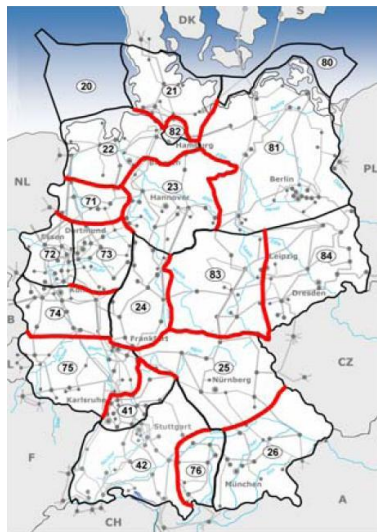 DK
S
20
21
80
22
82
Hamburg
81
NL
Berlin
PL
23
71
Hannover
Dortmund
Essen
72
73
83
Leipzig
84
Dresden
B
74
24
Frankfurt
L
CZ
75
25
Nürnberg
Karlsruhe
41
Stuttgart
F
42
76
26
München
CH
A